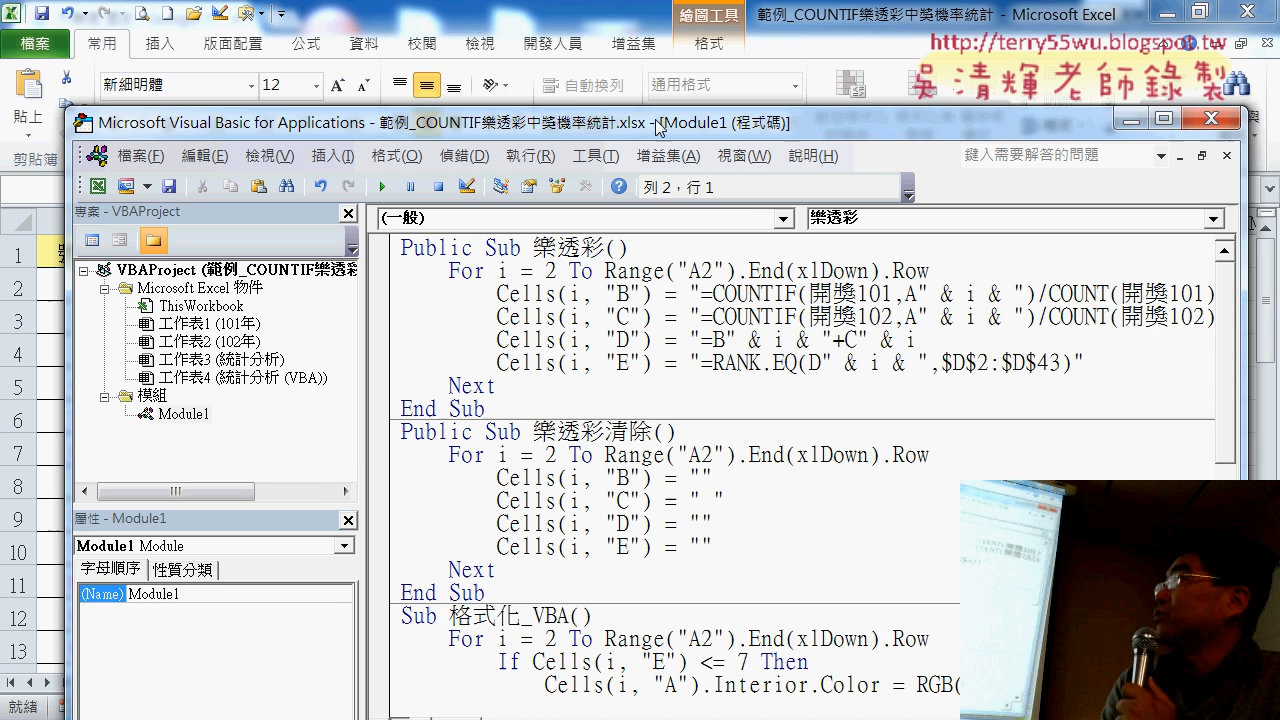 繪圖工具
範例_COUNTIF樂透彩中獎機率統計 - Microsoft Excel
檔案 常用 插入 版面配置 公式 資料 校閱 檢視 開發人員 增益集 格式
http://terry55wu.blogspot.tw
吳清輝老師錄製
貼上
剪貼簿
新細明體 12
自動換列
通用格式
Microsoft Visual Basic for Applications - 範例_COUNTIF樂透彩中獎機率統計.xlsx - [Module1 (程式碼)]
檔案(F) 編輯(E) 檢視(V) 插入(I) 格式(O) 偵錯(D) 執行(R) 工具(T) 增益集(A) 視窗(W) 說明(H)
鍵入需要解答的問題
列 2，行 1
專案 - VBAProject
(一般) 樂透彩
VBAProject (範例_COUNTIF樂透彩
Microsoft Excel 物件
ThisWorkbook
工作表1 (101年)
工作表2 (102年)
工作表3 (統計分析)
工作表4 (統計分析 (VBA))
模組
Module1
屬性 - Module1
Module1 Module
字母順序 性質分類
(Name) Module1
Public Sub 樂透彩()
For i = 2 To Range("A2").End(xlDown).Row
Cells(i, "B") = "=COUNTIF(開獎101,A" & i & ")/COUNT(開獎101)
Cells(i, "C") = "=COUNTIF(開獎102,A" & i & ")/COUNT(開獎102)
Cells(i, "D") = "=B" & i & "+C" & i
Cells(i, "E") = "=RANK.EQ(D" & i & ",$D$2:$D$43)"
Next
End Sub
Public Sub 樂透彩清除()
For i = 2 To Range("A2").End(xlDown).Row
Cells(i, "B") = ""
Cells(i, "C") = " "
Cells(i, "D") = ""
Cells(i, "E") = ""
Next
End Sub
Sub 格式化_VBA()
For i = 2 To Range("A2").End(xlDown).Row
If Cells(i, "E") <= 7 Then
Cells(i, "A").Interior.Color = RGB(
1
2
3
4
5
6
7
8
9
10
11
12
13
就緒